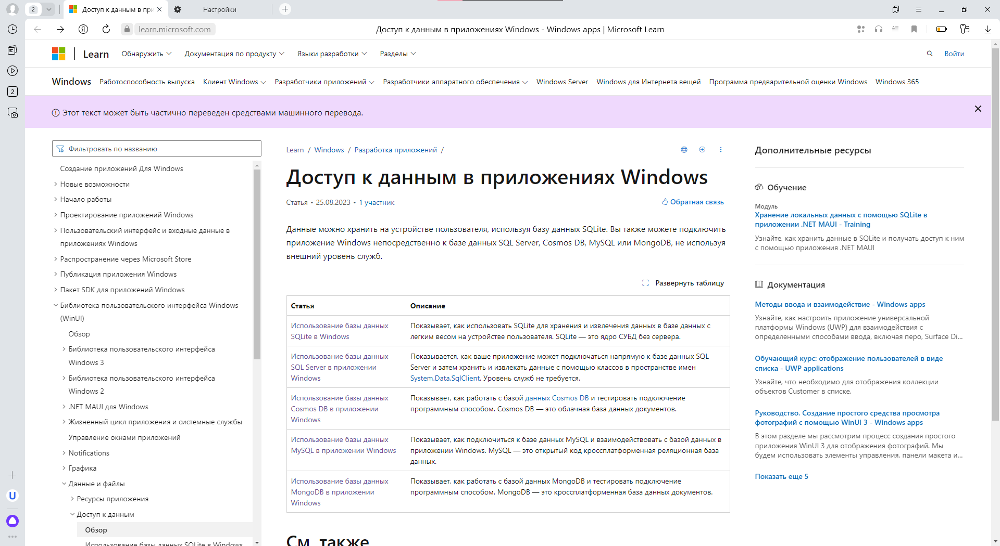 2
Доступ к данным в при
Настройки
learn.microsoft.com
Доступ к данным в приложениях Windows - Windows apps | Microsoft Learn
2
Learn
Обнаружить
Документация по продукту
Языки разработки
Разделы
Войти
Windows
Работоспособность выпуска
Клиент Windows
Разработчики приложений
Разработчики аппаратного обеспечения
Windows Server
Windows для Интернета вещей
Программа предварительной оценки Windows
Windows 365
Этот текст может быть частично переведен средствами машинного перевода.
Фильтровать по названию
Создание приложений Для Windows
Новые возможности
Начало работы
Проектирование приложений Windows
Пользовательский интерфейс и входные данные в
приложениях Windows
Распространение через Microsoft Store
Публикация приложения Windows
Пакет SDK для приложений Windows
Библиотека пользовательского интерфейса Windows
(WinUI)
Обзор
Библиотека пользовательского интерфейса
Windows 3
Библиотека пользовательского интерфейса
Windows 2
.NET MAUI для Windows
Жизненный цикл приложения и системные службы
Управление окнами приложений
Notifications
Графика
Данные и файлы
Ресурсы приложения
Доступ к данным
Обзор
Использование базы данных SQLite в Windows
Learn / Windows / Разработка приложений /
Доступ к данным в приложениях Windows
Статья • 25.08.2023 • 1 участник
Обратная связь
Данные можно хранить на устройстве пользователя, используя базу данных SQLite. Вы также можете подключить
приложение Windows непосредственно к базе данных SQL Server, Cosmos DB, MySQL или MongoDB, не используя
внешний уровень служб.
Развернуть таблицу
Статья
Описание
Использование базы данных
SQLite в Windows
Показывает, как использовать SQLite для хранения и извлечения данных в базе данных с
легким весом на устройстве пользователя. SQLite — это ядро СУБД без сервера.
Использование базы данных
SQL Server в приложении
Windows
Показывается, как ваше приложение может подключаться напрямую к базе данных SQL
Server и затем хранить и извлекать данные с помощью классов в пространстве имен
System.Data.SqlClient. Уровень служб не требуется.
Использование базы данных
Cosmos DB в приложении
Windows
Показывает, как работать с базой данных Cosmos DB и тестировать подключение
программным способом. Cosmos DB — это облачная база данных документов.
Использование базы данных
MySQL в приложении Windows
Показывает, как подключиться к базе данных MySQL и взаимодействовать с базой данных в
приложении Windows. MySQL — это открытый код кроссплатформенная реляционная база
данных.
Использование базы данных
MongoDB в приложении
Windows
Показывает, как работать с базой данных MongoDB и тестировать подключение
программным способом. MongoDB — это кроссплатформенная база данных документов.
См. также
Дополнительные ресурсы
Обучение
Модуль
Хранение локальных данных с помощью SQLite в
приложении .NET MAUI - Training
Узнайте, как хранить данные в SQLite и получать доступ к ним
с помощью приложения .NET MAUI
Документация
Методы ввода и взаимодействие - Windows apps
Узнайте, как настроить приложение универсальной
платформы Windows (UWP) для взаимодействия с
определенными способами ввода, включая перо, Surface Di...
Обучающий курс: отображение пользователей в виде
списка - UWP applications
Узнайте, что необходимо для отображения коллекции
объектов Customer в списке.
Руководство. Создание простого средства просмотра
фотографий с помощью WinUI 3 - Windows apps
В этом разделе мы рассмотрим процесс создания простого
приложения WinUI 3 для отображения фотографий. Мы
будем использовать элементы управления, панели макета и...
Показать еще 5